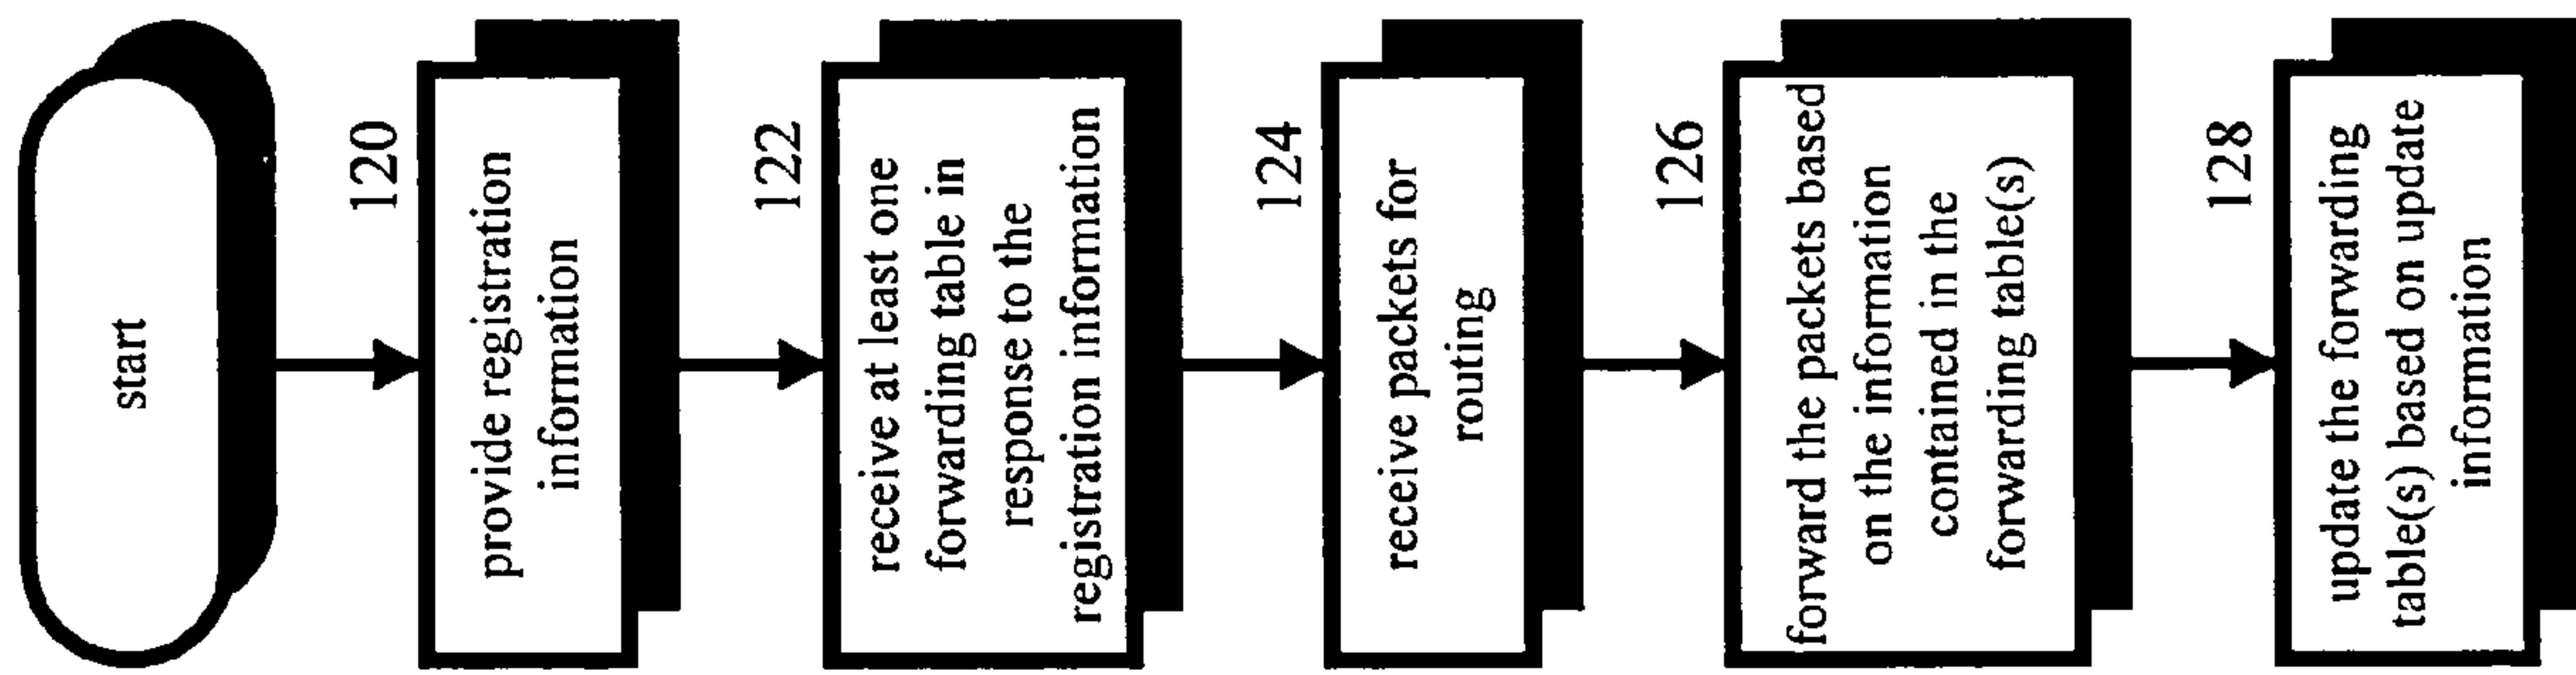 start
120
provide registration
information
122
receive at least one
forwarding table in
response to the
registration information
124
receive packets for
routing
126
forward the packets based
on the information
contained in the
forwarding table(s)
128
update the forwarding
table(s) based on update
information